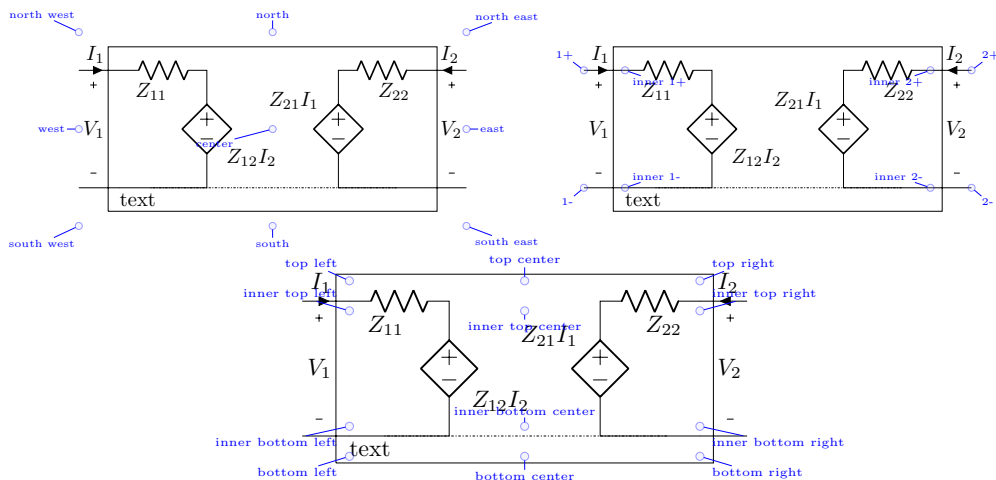 north west
north
north east
I1
I2
+
+
Z11
Z21I1
Z22
+
−
+
−
west
V1
center
V2
east
Z12I2
-
-
text
south west
south
south east
1+
I1
I2
2+
inner 1+
inner 2+
Z11
Z21I1
Z22
+
−
+
−
V1
V2
Z12I2
inner 1-
inner 2-
1-
text
2-
top left
top center
top right
I1
I2
inner top left
inner top right
+
+
Z11
inner top center
Z21I1
Z22
+
−
+
−
V1
V2
Z12I2
inner bottom center
-
-
inner bottom left
inner bottom right
text
bottom left
bottom center
bottom right